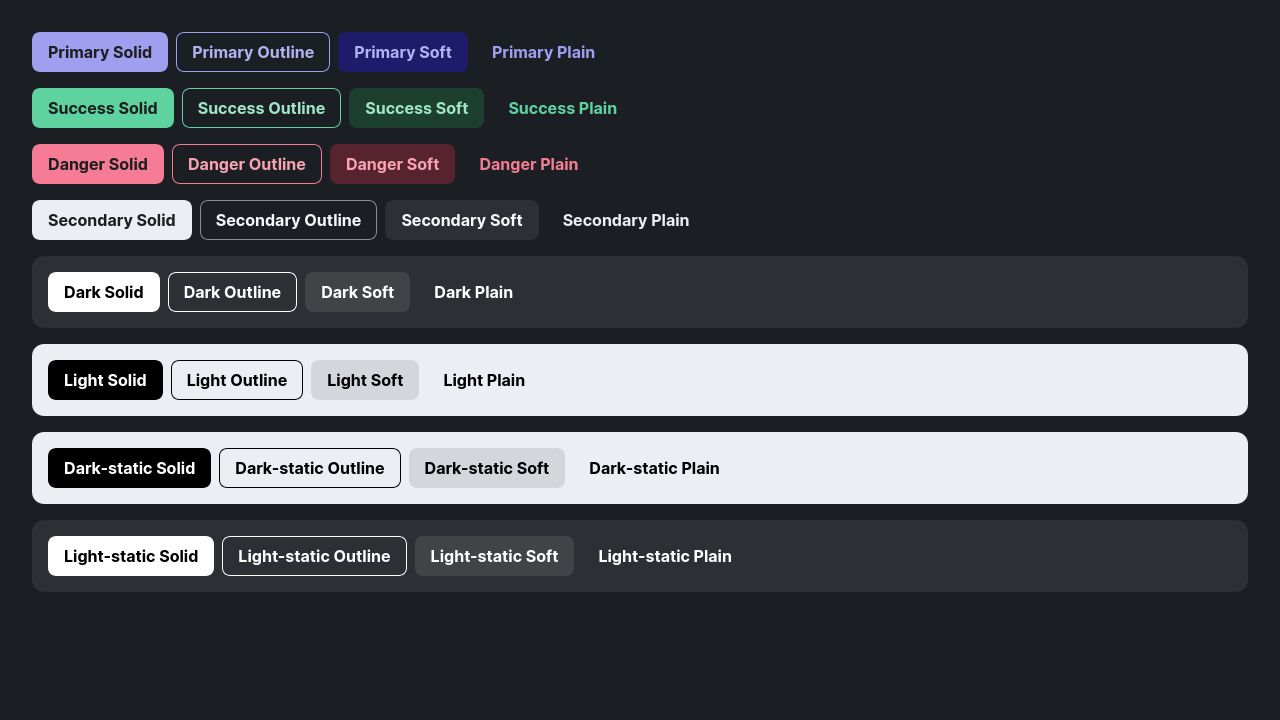 Primary Solid Primary Outline Primary Soft Primary Plain
Success Solid Success Outline Success Soft Success Plain
Danger Solid Danger Outline Danger Soft Danger Plain
Secondary Solid Secondary Outline Secondary Soft Secondary Plain
Dark Solid Dark Outline Dark Soft Dark Plain
Light Solid Light Outline Light Soft Light Plain
Dark-static Solid Dark-static Outline Dark-static Soft Dark-static Plain
Light-static Solid Light-static Outline Light-static Soft Light-static Plain